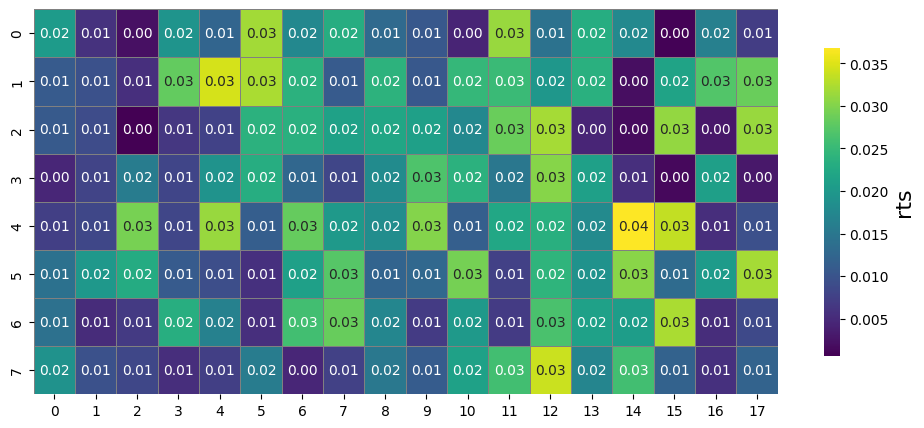 0 0.02 0.01 0.00 0.02 0.01 0.03 0.02 0.02 0.01 0.01 0.00 0.03 0.01 0.02 0.02 0.00 0.02 0.01
1 0.01 0.01 0.01 0.03 0.03 0.03 0.02 0.01 0.02 0.01 0.02 0.03 0.02 0.02 0.00 0.02 0.03 0.03
2 0.01 0.01 0.00 0.01 0.01 0.02 0.02 0.02 0.02 0.02 0.02 0.03 0.03 0.00 0.00 0.03 0.00 0.03
3 0.00 0.01 0.02 0.01 0.02 0.02 0.01 0.01 0.02 0.03 0.02 0.02 0.03 0.02 0.01 0.00 0.02 0.00
4 0.01 0.01 0.03 0.01 0.03 0.01 0.03 0.02 0.02 0.03 0.01 0.02 0.02 0.02 0.04 0.03 0.01 0.01
5 0.01 0.02 0.02 0.01 0.01 0.01 0.02 0.03 0.01 0.01 0.03 0.01 0.02 0.02 0.03 0.01 0.02 0.03
6 0.01 0.01 0.01 0.02 0.02 0.01 0.03 0.03 0.02 0.01 0.02 0.01 0.03 0.02 0.02 0.03 0.01 0.01
7 0.02 0.01 0.01 0.01 0.01 0.02 0.00 0.01 0.02 0.01 0.02 0.03 0.03 0.02 0.03 0.01 0.01 0.01
0 1 2 3 4 5 6 7 8 9 10 11 12 13 14 15 16 17
0.035
0.030
0.025
0.020
0.015
0.010
0.005
rts